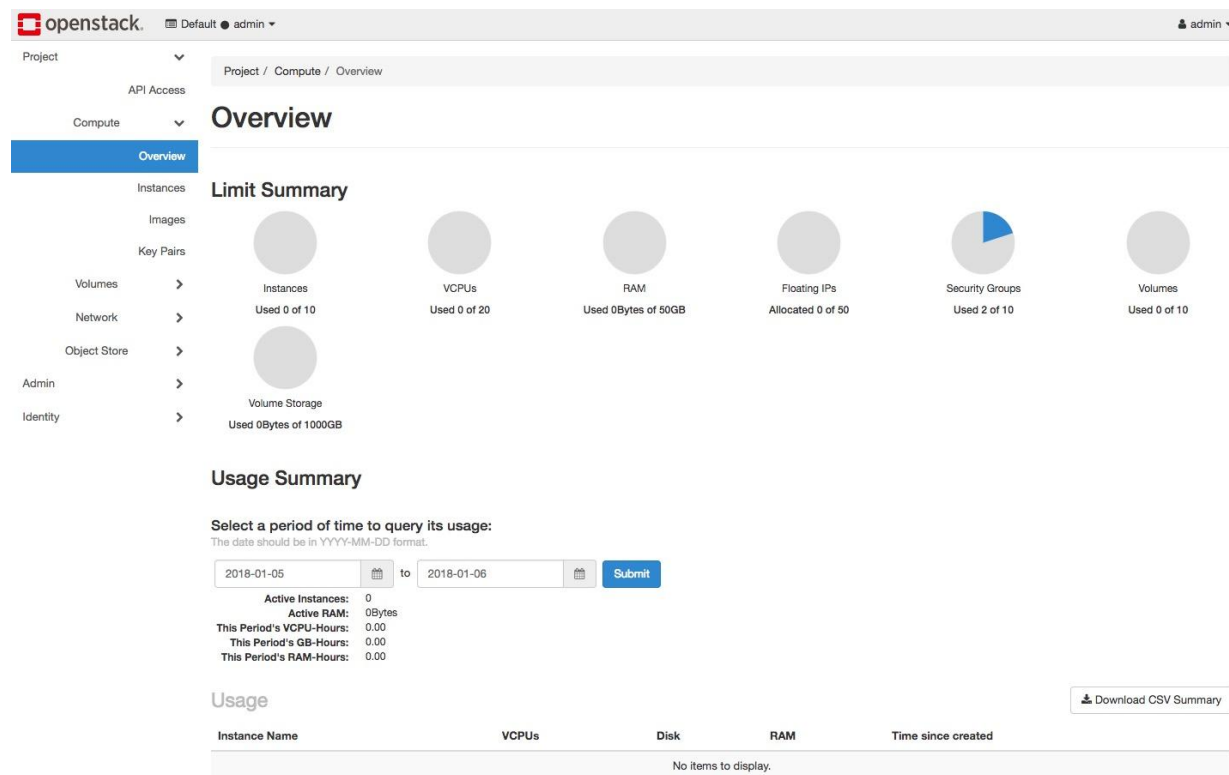 openstack. Default ● admin admin
Project
API Access
Compute
Overview
Instances
Images
Key Pairs
Volumes
Network
Object Store
Admin
Identity
Project / Compute / Overview
Overview
Limit Summary
Instances
Used 0 of 10
VCPUs
Used 0 of 20
RAM
Used 0Bytes of 50GB
Floating IPs
Allocated 0 of 50
Security Groups
Used 2 of 10
Volumes
Used 0 of 10
Volume Storage
Used 0Bytes of 1000GB
Usage Summary
Select a period of time to query its usage:
The date should be in YYYY-MM-DD format.
2018-01-05 to 2018-01-06 Submit
Active Instances: 0
Active RAM: 0Bytes
This Period's VCPU-Hours: 0.00
This Period's GB-Hours: 0.00
This Period's RAM-Hours: 0.00
Usage Download CSV Summary
Instance Name VCPUs Disk RAM Time since created
No items to display.